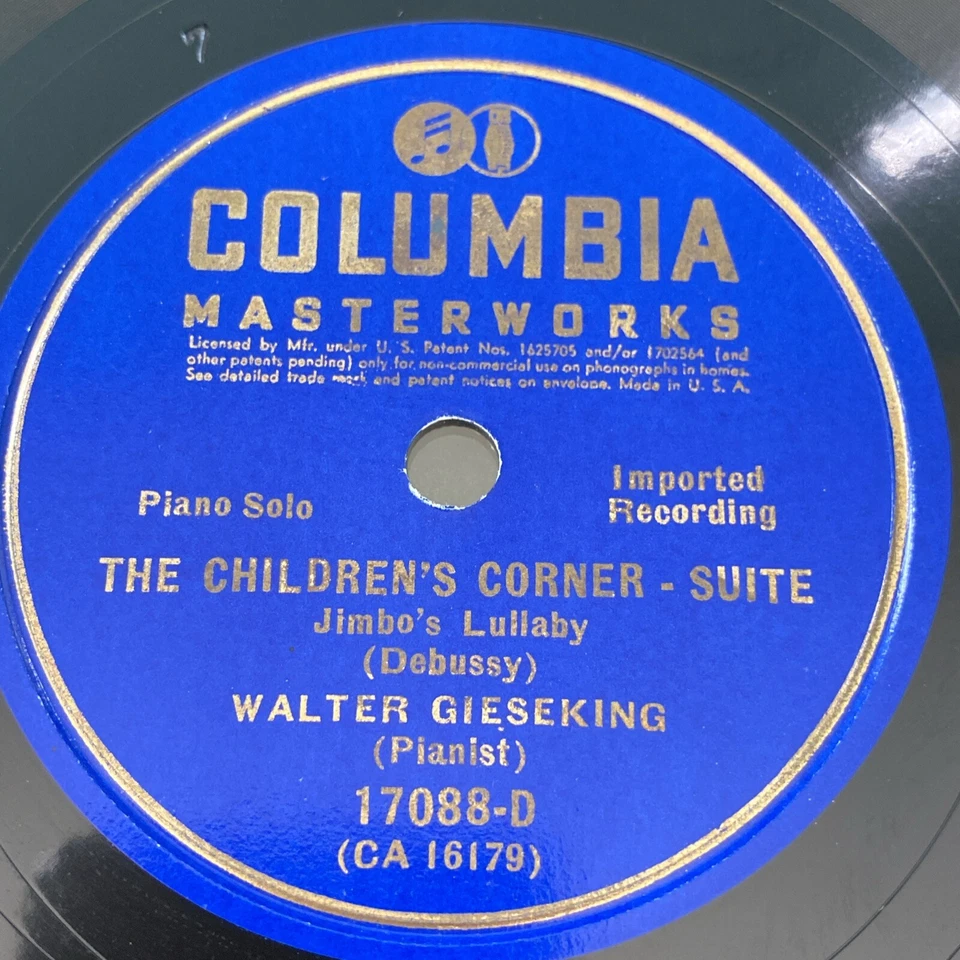 7
COLUMBIA
MASTERWORKS
Licensed by Mfr. under U. S. Patent Nos. 1625705 and/or 1702564 (and
other patents pending) only for non-commercial use on phonographs in homes.
See detailed trade mark and patent notices on envelope. Made in U. S. A.
Piano Solo
Imported
Recording
THE CHILDREN'S CORNER - SUITE
Jimbo's Lullaby
(Debussy)
WALTER GIESEKING
(Pianist)
17088-D
(CA 16179)